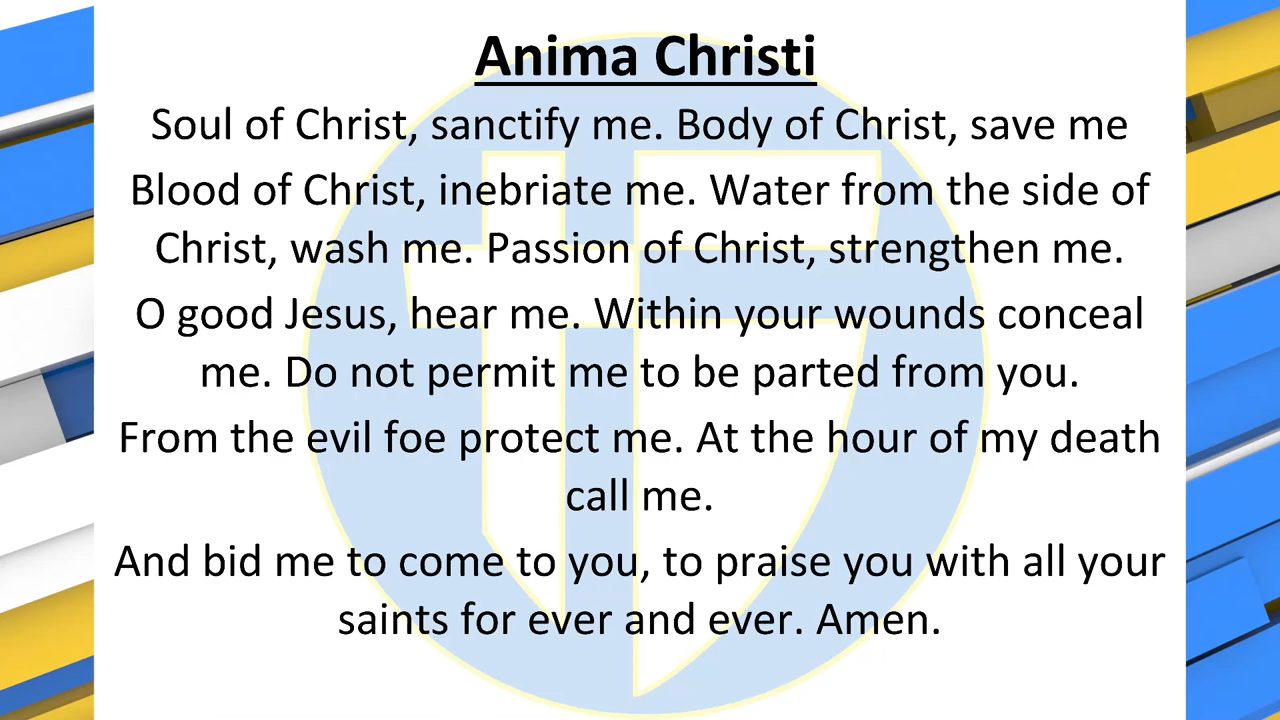 Anima Christi
Soul of Christ, sanctify me. Body of Christ, save me
Blood of Christ, inebriate me. Water from the side of
Christ, wash me. Passion of Christ, strengthen me.
O good Jesus, hear me. Within your wounds conceal
me. Do not permit me to be parted from you.
From the evil foe protect me. At the hour of my death
call me.
And bid me to come to you, to praise you with all your
saints for ever and ever. Amen.